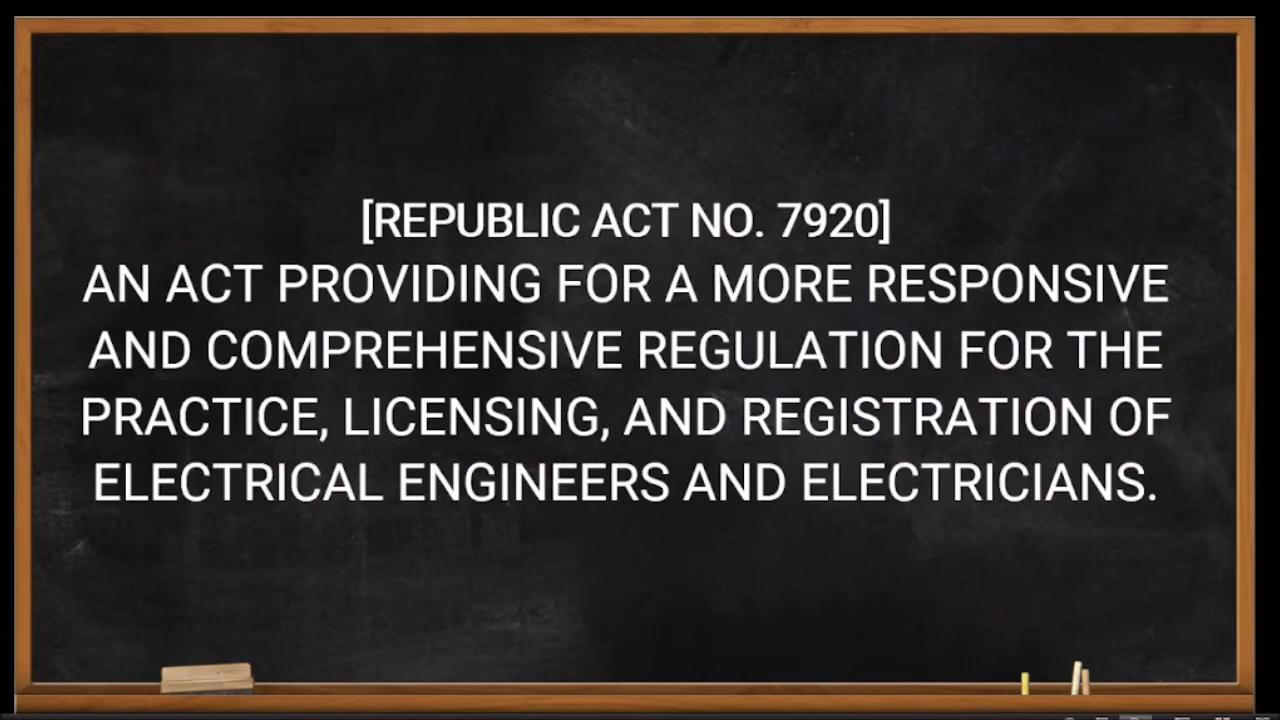 [REPUBLIC ACT NO. 7920]
AN ACT PROVIDING FOR A MORE RESPONSIVE
AND COMPREHENSIVE REGULATION FOR THE
PRACTICE, LICENSING, AND REGISTRATION OF
ELECTRICAL ENGINEERS AND ELECTRICIANS.